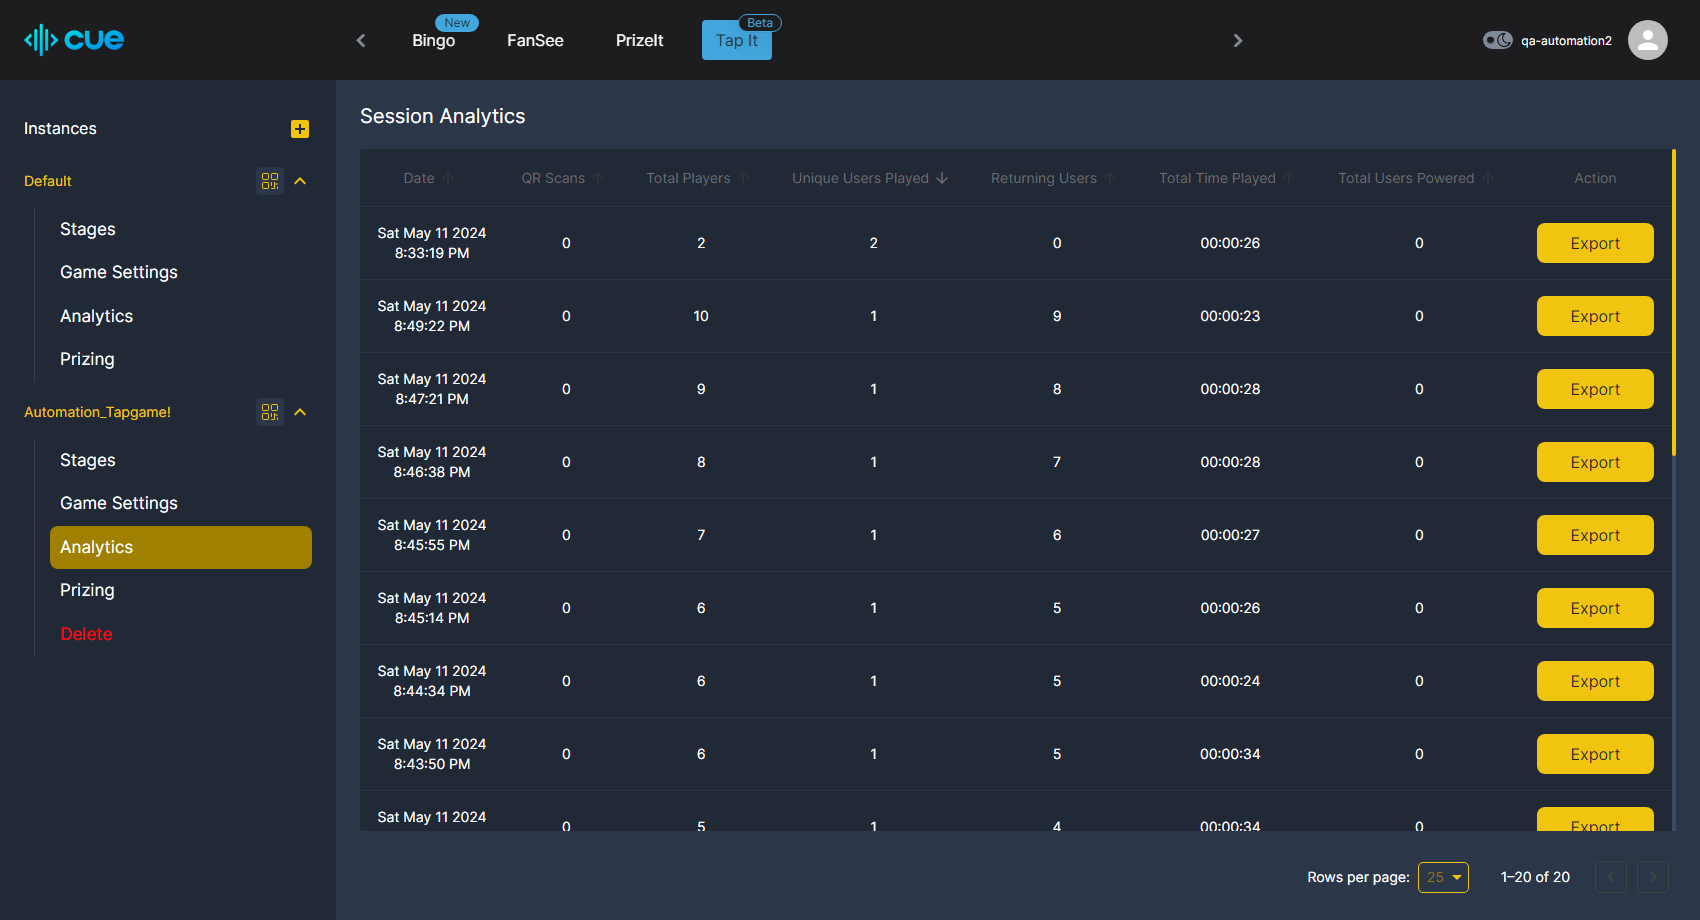 cue
New
Bingo
FanSee
PrizeIt
Beta
Tap It
qa-automation2
Instances
Default
Stages
Game Settings
Analytics
Prizing
Automation_Tapgame!
Stages
Game Settings
Analytics
Prizing
Delete
Session Analytics
Date QR Scans Total Players Unique Users Played Returning Users Total Time Played Total Users Powered Action
Sat May 11 2024
8:33:19 PM 0 2 2 0 00:00:26 0 Export
Sat May 11 2024
8:49:22 PM 0 10 1 9 00:00:23 0 Export
Sat May 11 2024
8:47:21 PM 0 9 1 8 00:00:28 0 Export
Sat May 11 2024
8:46:38 PM 0 8 1 7 00:00:28 0 Export
Sat May 11 2024
8:45:55 PM 0 7 1 6 00:00:27 0 Export
Sat May 11 2024
8:45:14 PM 0 6 1 5 00:00:26 0 Export
Sat May 11 2024
8:44:34 PM 0 6 1 5 00:00:24 0 Export
Sat May 11 2024
8:43:50 PM 0 6 1 5 00:00:34 0 Export
Sat May 11 2024
0 5 1 4 00:00:34 0 Export
Rows per page: 25 1–20 of 20